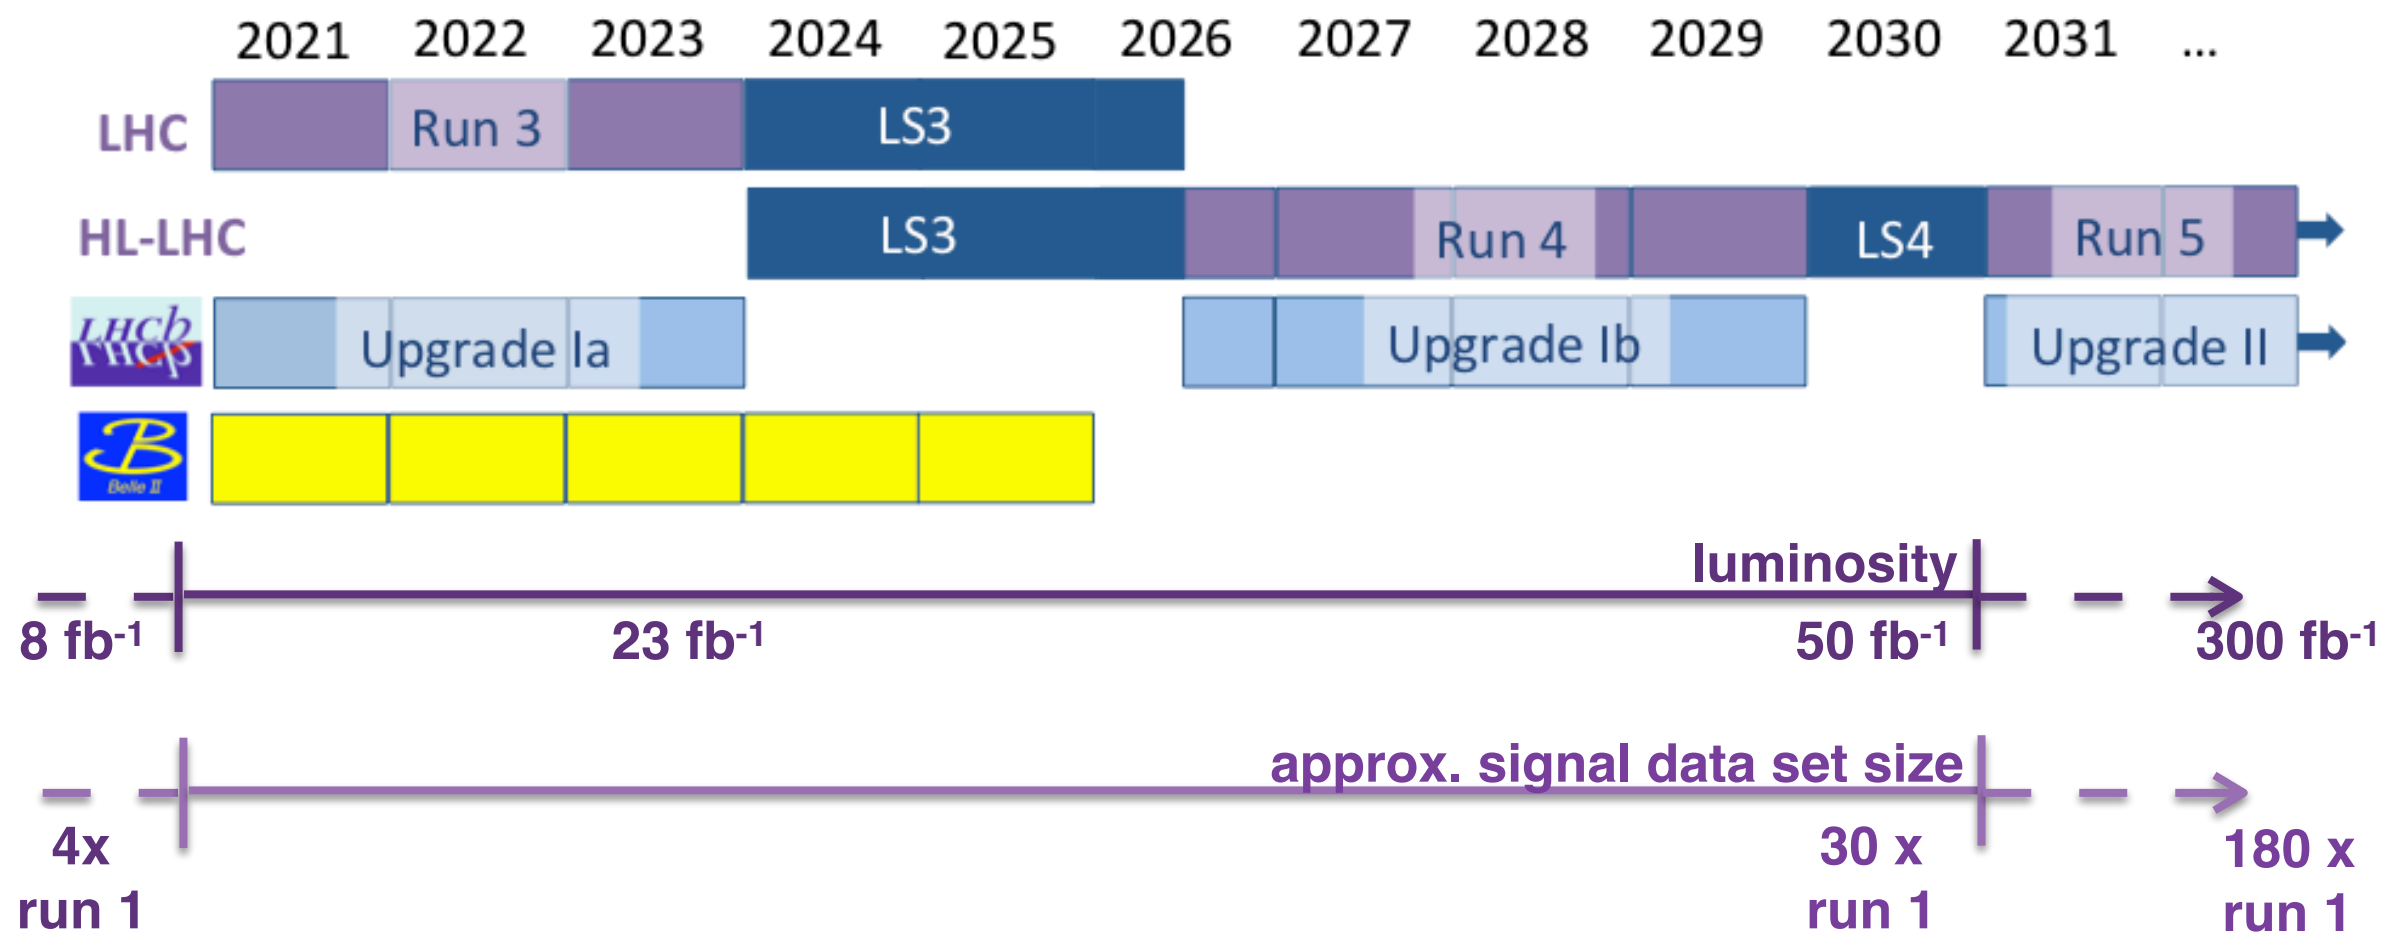 2021 2022 2023 2024 2025 2026 2027 2028 2029 2030 2031 ...
LHC Run 3 LS3
HL-LHC LS3 Run 4 LS4 Run 5
LHCb Upgrade Ia Upgrade Ib Upgrade II
LHCb
B
Belle II
luminosity
8 fb-1 23 fb-1 50 fb-1 300 fb-1
approx. signal data set size
4x 30 x 180 x
run 1 run 1 run 1